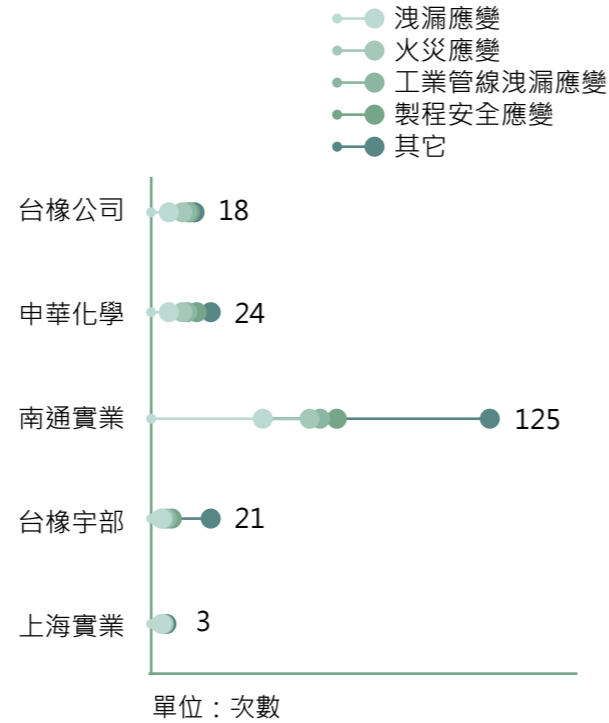 洩漏應變
火災應變
工業管線洩漏應變
製程安全應變
其它
台橡公司 18
申華化學 24
南通實業 125
台橡宇部 21
上海實業 3
單位：次數